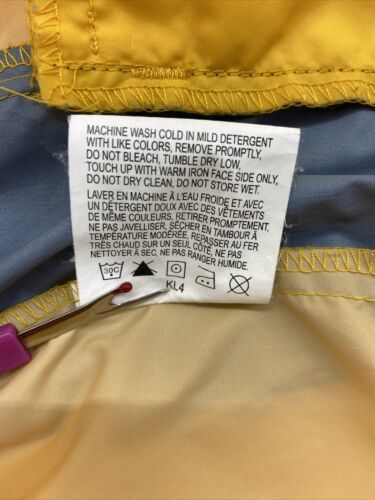 MACHINE WASH COLD IN MILD DETERGENT
WITH LIKE COLORS, REMOVE PROMPTLY,
DO NOT BLEACH, TUMBLE DRY LOW,
TOUCH UP WITH WARM IRON FACE SIDE ONLY,
DO NOT DRY CLEAN, DO NOT STORE WET.
LAVER EN MACHINE À L'EAU FROIDE ET AVEC
UN DÉTERGENT DOUX AVEC DES VÊTEMENTS
DE MÊME COULEURS, RETIRER PROMPTEMENT,
NE PAS JAVELLISER, SÉCHER AU SÉCHOIR À
TEMPÉRATURE MODÉRÉE, REPASSER AU FER
TRÈS CHAUD SUR UN SEUL CÔTÉ, NE PAS
NETTOYER À SEC, NE PAS RANGER HUMIDE.
30C
KL4